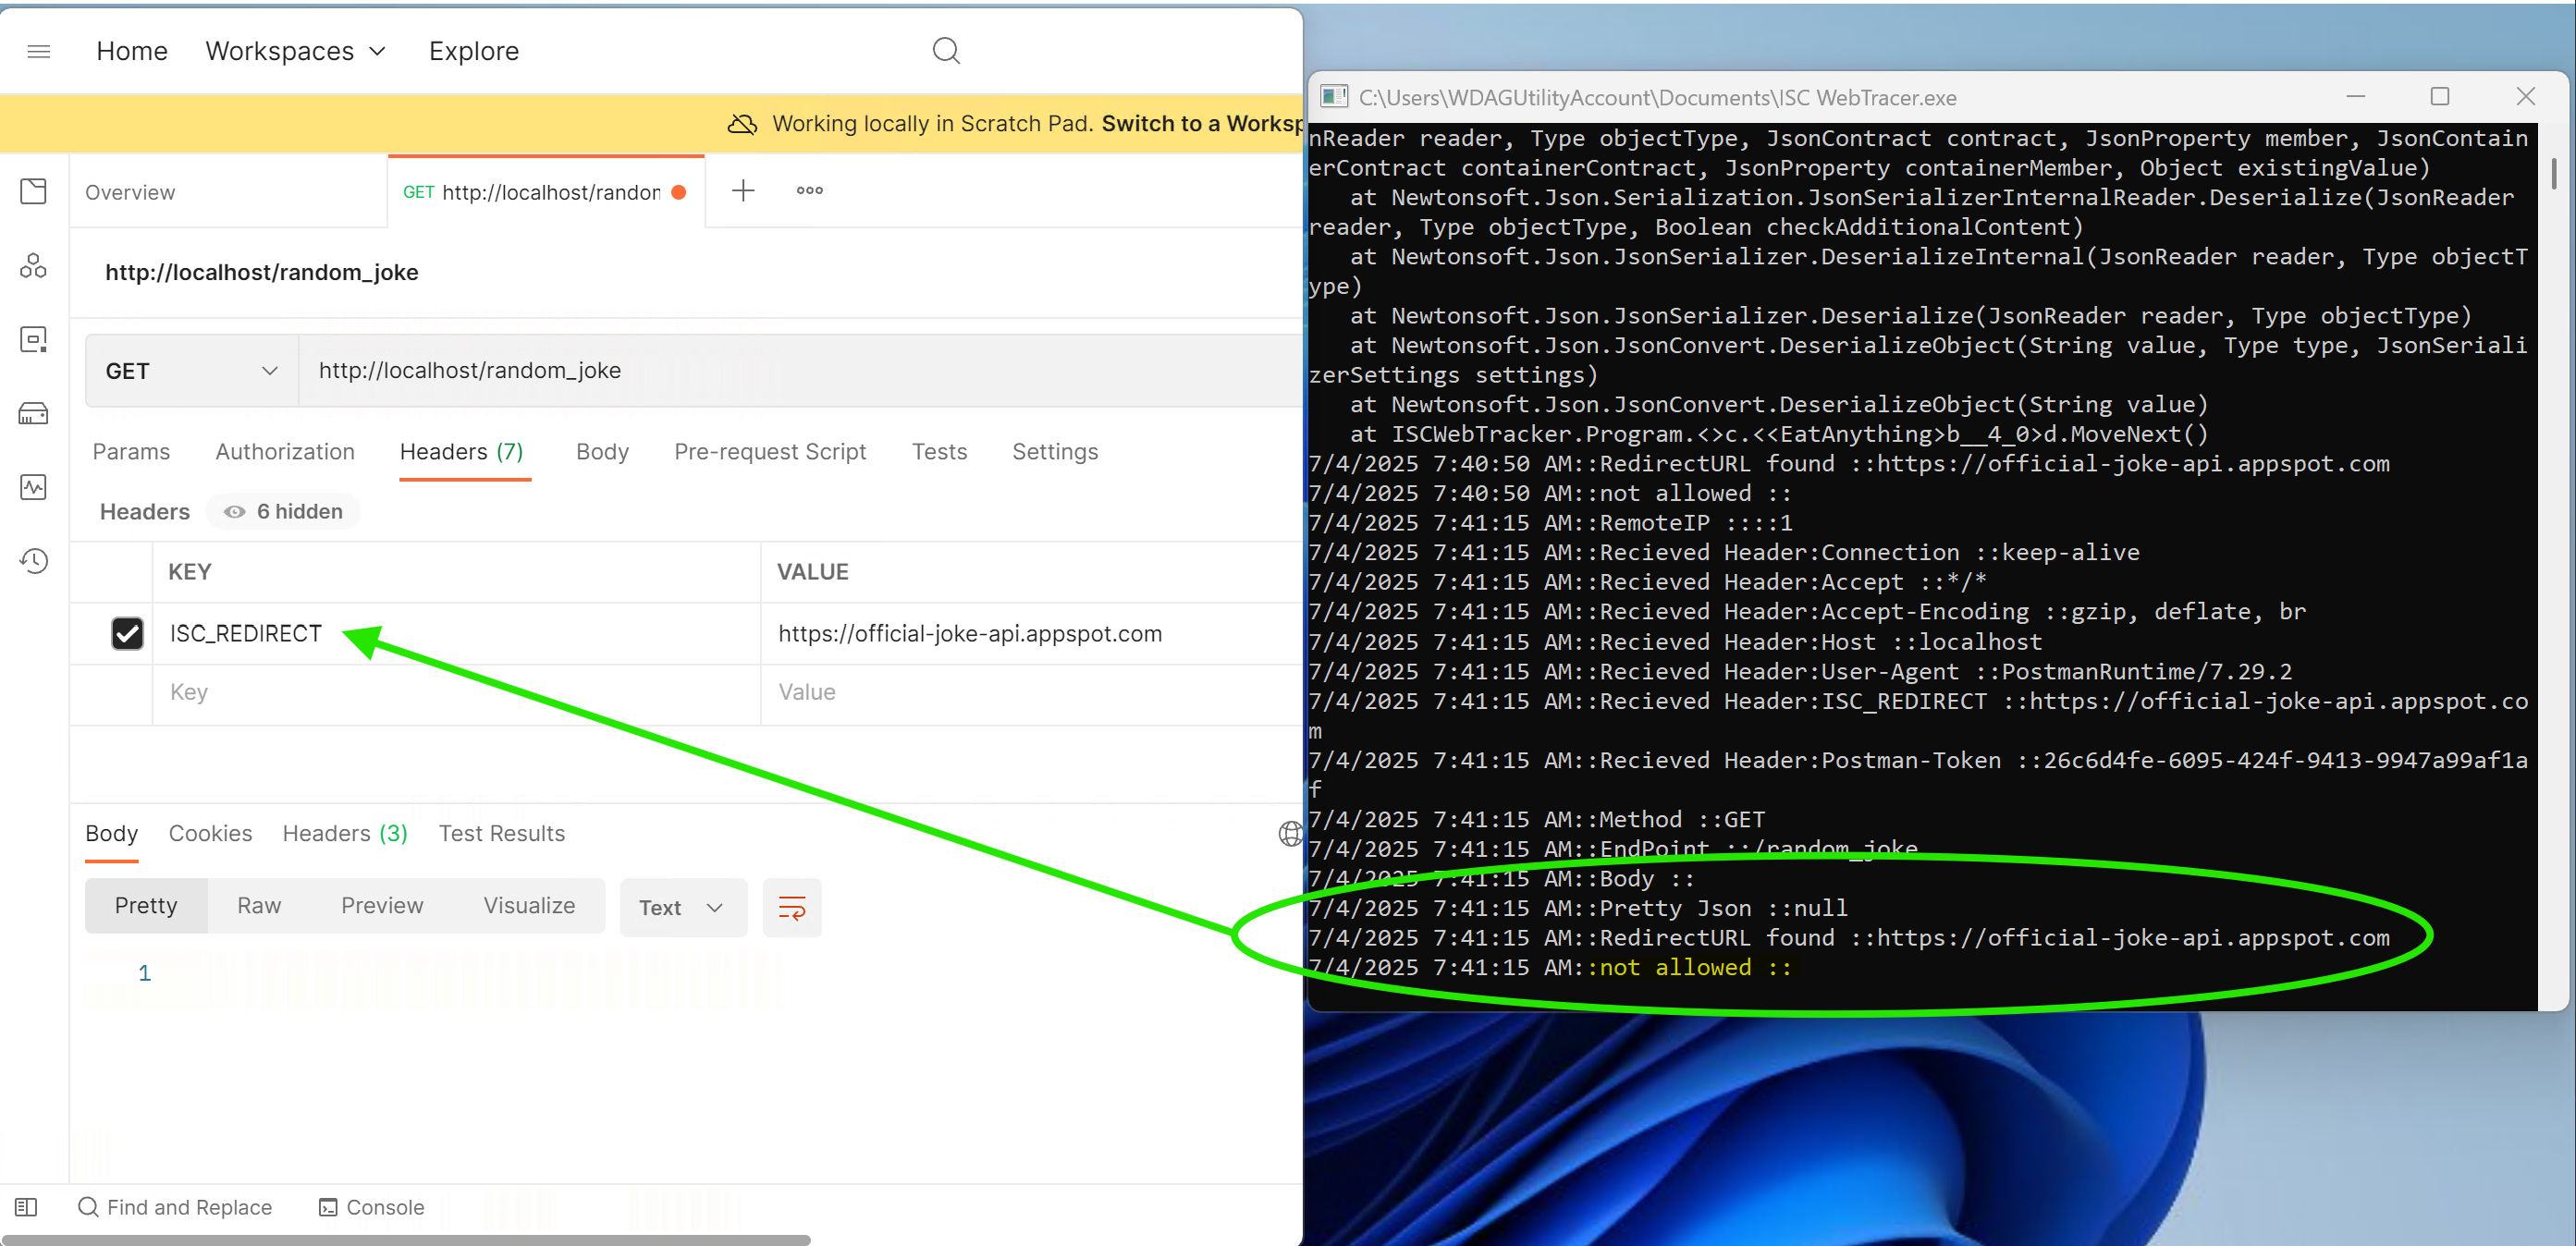 Home Workspaces Explore
Working locally in Scratch Pad. Switch to a Worksp
Overview
GET http://localhost/randon
http://localhost/random_joke
GET http://localhost/random_joke
Params Authorization Headers (7) Body Pre-request Script Tests Settings
Headers 6 hidden
KEY VALUE
ISC_REDIRECT https://official-joke-api.appspot.com
Key Value
Body Cookies Headers (3) Test Results
Pretty Raw Preview Visualize Text
1
Find and Replace Console
C:\Users\WDAGUtilityAccount\Documents\ISC WebTracer.exe
nReader reader, Type objectType, JsonContract contract, JsonProperty member, JsonContain
erContract containerContract, JsonProperty containerMember, Object existingValue)
at Newtonsoft.Json.Serialization.JsonSerializerInternalReader.Deserialize(JsonReader
reader, Type objectType, Boolean checkAdditionalContent)
at Newtonsoft.Json.JsonSerializer.DeserializeInternal(JsonReader reader, Type objectT
ype)
at Newtonsoft.Json.JsonSerializer.Deserialize(JsonReader reader, Type objectType)
at Newtonsoft.Json.JsonConvert.DeserializeObject(String value, Type type, JsonSeriali
zerSettings settings)
at Newtonsoft.Json.JsonConvert.DeserializeObject(String value)
at ISCWebTracker.Program.<>c.<<EatAnything>b__4_0>d.MoveNext()
7/4/2025 7:40:50 AM::RedirectURL found ::https://official-joke-api.appspot.com
7/4/2025 7:40:50 AM::not allowed ::
7/4/2025 7:41:15 AM::RemoteIP ::::1
7/4/2025 7:41:15 AM::Recieved Header:Connection ::keep-alive
7/4/2025 7:41:15 AM::Recieved Header:Accept ::*/*
7/4/2025 7:41:15 AM::Recieved Header:Accept-Encoding ::gzip, deflate, br
7/4/2025 7:41:15 AM::Recieved Header:Host ::localhost
7/4/2025 7:41:15 AM::Recieved Header:User-Agent ::PostmanRuntime/7.29.2
7/4/2025 7:41:15 AM::Recieved Header:ISC_REDIRECT ::https://official-joke-api.appspot.co
m
7/4/2025 7:41:15 AM::Recieved Header:Postman-Token ::26c6d4fe-6095-424f-9413-9947a99af1a
f
7/4/2025 7:41:15 AM::Method ::GET
7/4/2025 7:41:15 AM::EndPoint ::/random_joke
7/4/2025 7:41:15 AM::Body ::
7/4/2025 7:41:15 AM::Pretty Json ::null
7/4/2025 7:41:15 AM::RedirectURL found ::https://official-joke-api.appspot.com
7/4/2025 7:41:15 AM::not allowed ::